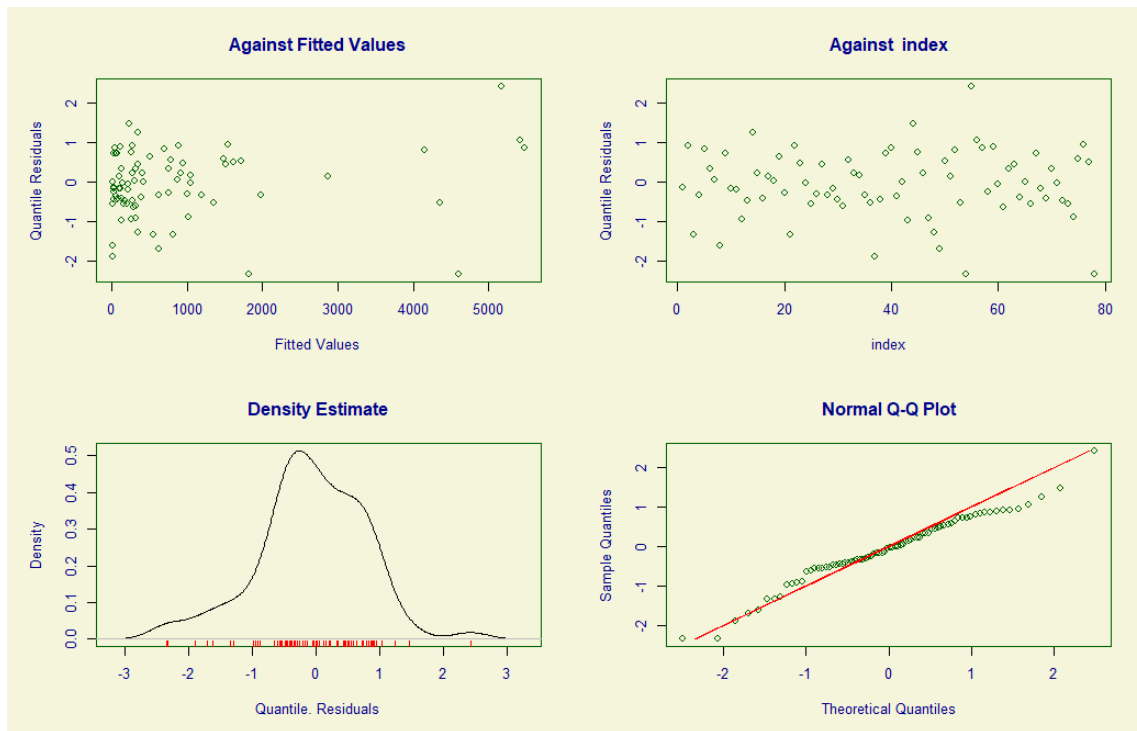 Against Fitted Values
Quantile Residuals
2
1
0
-1
-2
0 1000 2000 3000 4000 5000
Fitted Values
Against index
Quantile Residuals
2
1
0
-1
-2
0 20 40 60 80
index
Density Estimate
Density
0.5
0.4
0.3
0.2
0.1
0.0
-3 -2 -1 0 1 2 3
Quantile. Residuals
Normal Q-Q Plot
Sample Quantiles
2
1
0
-1
-2
-2 -1 0 1 2
Theoretical Quantiles